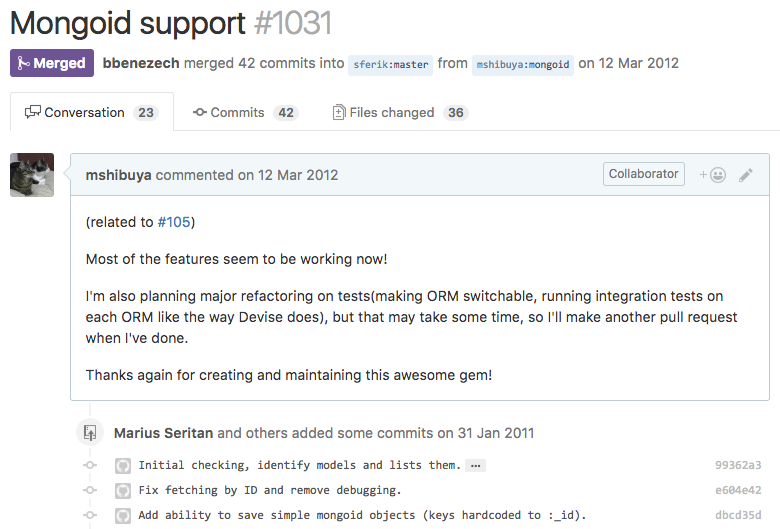 Mongoid support #1031
Merged bbenezech merged 42 commits into sferik:master from mshibuya:mongoid on 12 Mar 2012
Conversation 23 Commits 42 Files changed 36
mshibuya commented on 12 Mar 2012 Collaborator +
(related to #105)
Most of the features seem to be working now!
I'm also planning major refactoring on tests(making ORM switchable, running integration tests on
each ORM like the way Devise does), but that may take some time, so I'll make another pull request
when I've done.
Thanks again for creating and maintaining this awesome gem!
Marius Seritan and others added some commits on 31 Jan 2011
Initial checking, identify models and lists them. … 99362a3
Fix fetching by ID and remove debugging. e604e42
Add ability to save simple mongoid objects (keys hardcoded to :_id). dbcd35d